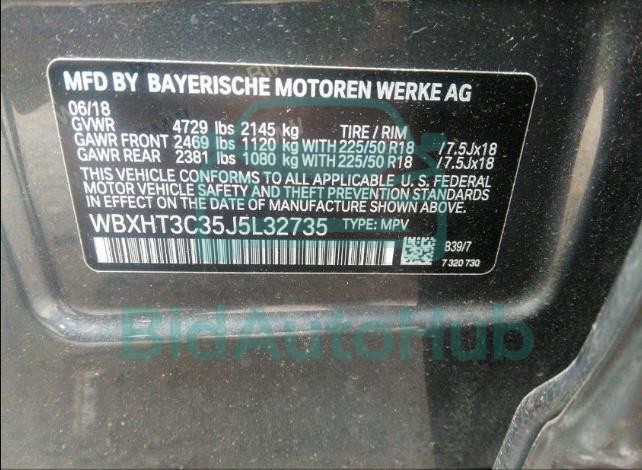 MFD BY BAYERISCHE MOTOREN WERKE AG
06/18
GVWR 4729 lbs 2145 kg TIRE / RIM
GAWR FRONT 2469 lbs 1120 kg WITH 225/50 R18 /7.5Jx18
GAWR REAR 2381 lbs 1080 kg WITH 225/50 R18 /7.5Jx18
THIS VEHICLE CONFORMS TO ALL APPLICABLE U. S. FEDERAL
MOTOR VEHICLE SAFETY AND THEFT PREVENTION STANDARDS
IN EFFECT ON THE DATE OF MANUFACTURE SHOWN ABOVE.
WBXHT3C35J5L32735 TYPE: MPV
B39/7
7 320 730
BidAutoHub